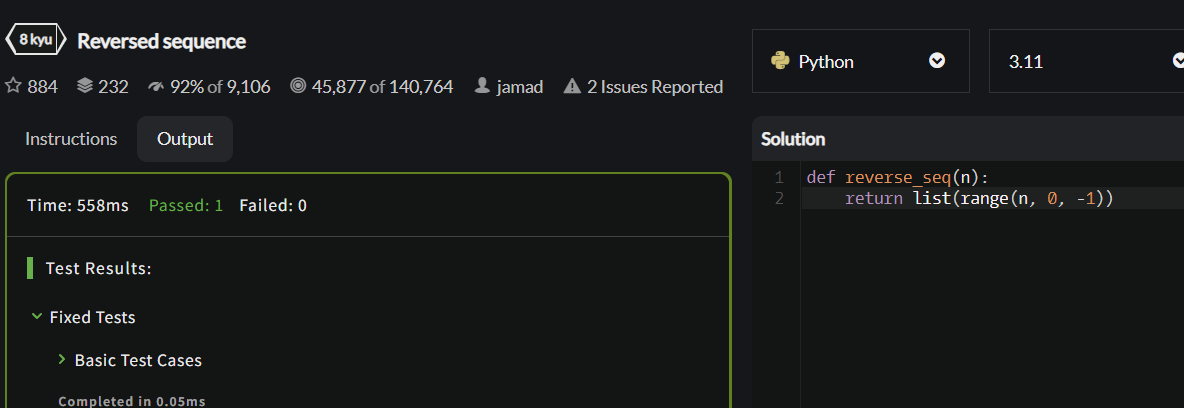 8 kyu Reversed sequence
884 232 92% of 9,106 45,877 of 140,764 jamad 2 Issues Reported
Instructions Output
Time: 558ms Passed: 1 Failed: 0
Test Results:
Fixed Tests
Basic Test Cases
Completed in 0.05ms
Python 3.11
Solution
1 def reverse_seq(n):
2 return list(range(n, 0, -1))